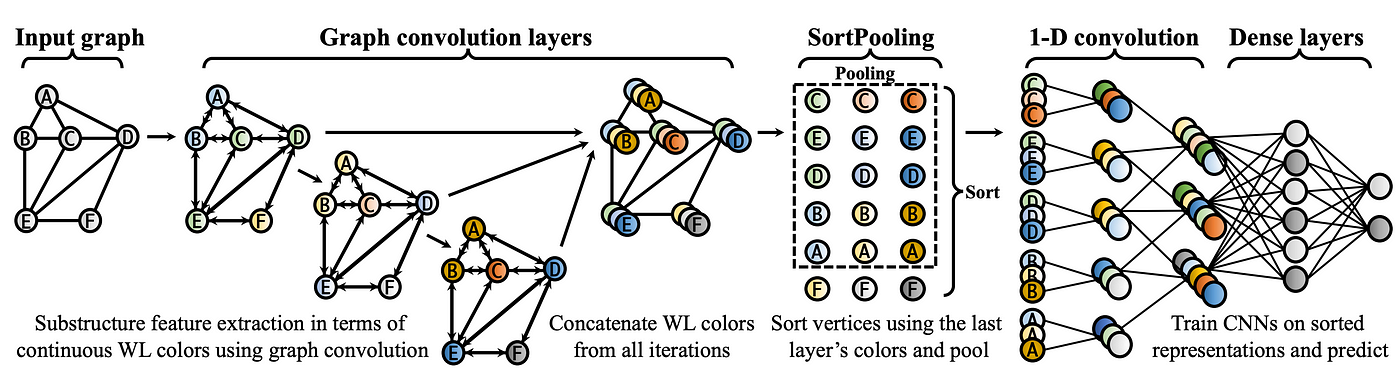 Input graph
Graph convolution layers
SortPooling
1-D convolution
Dense layers
Pooling
A
B
C
D
E
F
A
B
C
D
E
F
A
B
C
D
E
F
A
B
C
D
E
F
A
B
C
D
E
F
C C C
E E E
D D D
B B B
A A A
F F F
Sort
C
C
C
E
E
E
D
D
D
B
B
B
A
A
A
Substructure feature extraction in terms of
continuous WL colors using graph convolution
Concatenate WL colors
from all iterations
Sort vertices using the last
layer’s colors and pool
Train CNNs on sorted
representations and predict